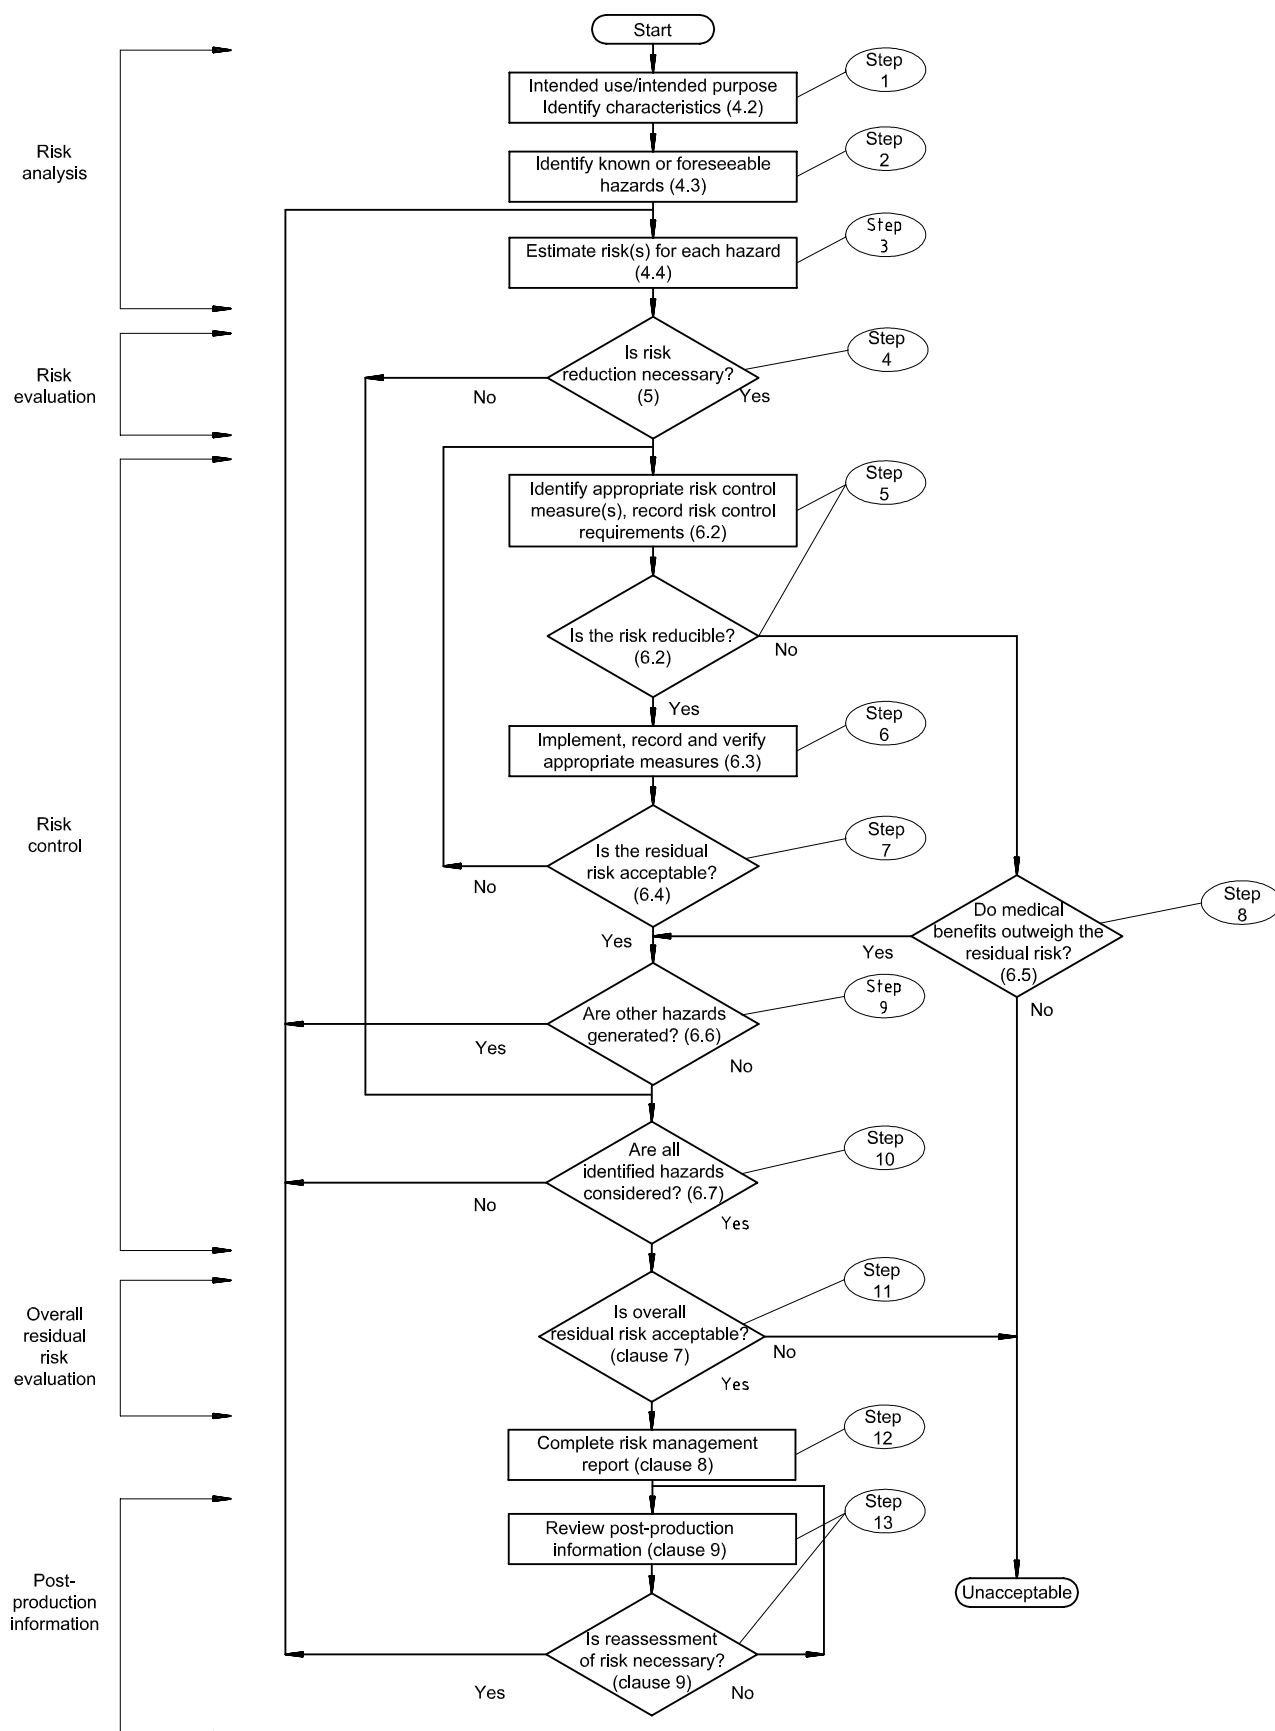 Start
Step
1
Intended use/intended purpose
Identify characteristics (4.2)
Risk
analysis
Step
2
Identify known or foreseeable
hazards (4.3)
Step
3
Estimate risk(s) for each hazard
(4.4)
Risk
evaluation
Step
4
Is risk
reduction necessary?
(5)
No
Yes
Step
5
Identify appropriate risk control
measure(s), record risk control
requirements (6.2)
Is the risk reducible?
(6.2)
No
Yes
Step
6
Implement, record and verify
appropriate measures (6.3)
Risk
control
Step
7
Is the residual
risk acceptable?
(6.4)
No
Yes
Step
8
Do medical
benefits outweigh the
residual risk?
(6.5)
Yes
No
Step
9
Are other hazards
generated? (6.6)
Yes
No
Step
10
Are all
identified hazards
considered? (6.7)
No
Yes
Overall
residual
risk
evaluation
Step
11
Is overall
residual risk acceptable?
(clause 7)
No
Yes
Step
12
Complete risk management
report (clause 8)
Step
13
Review post-production
information (clause 9)
Post-
production
information
Unacceptable
Is reassessment
of risk necessary?
(clause 9)
Yes
No